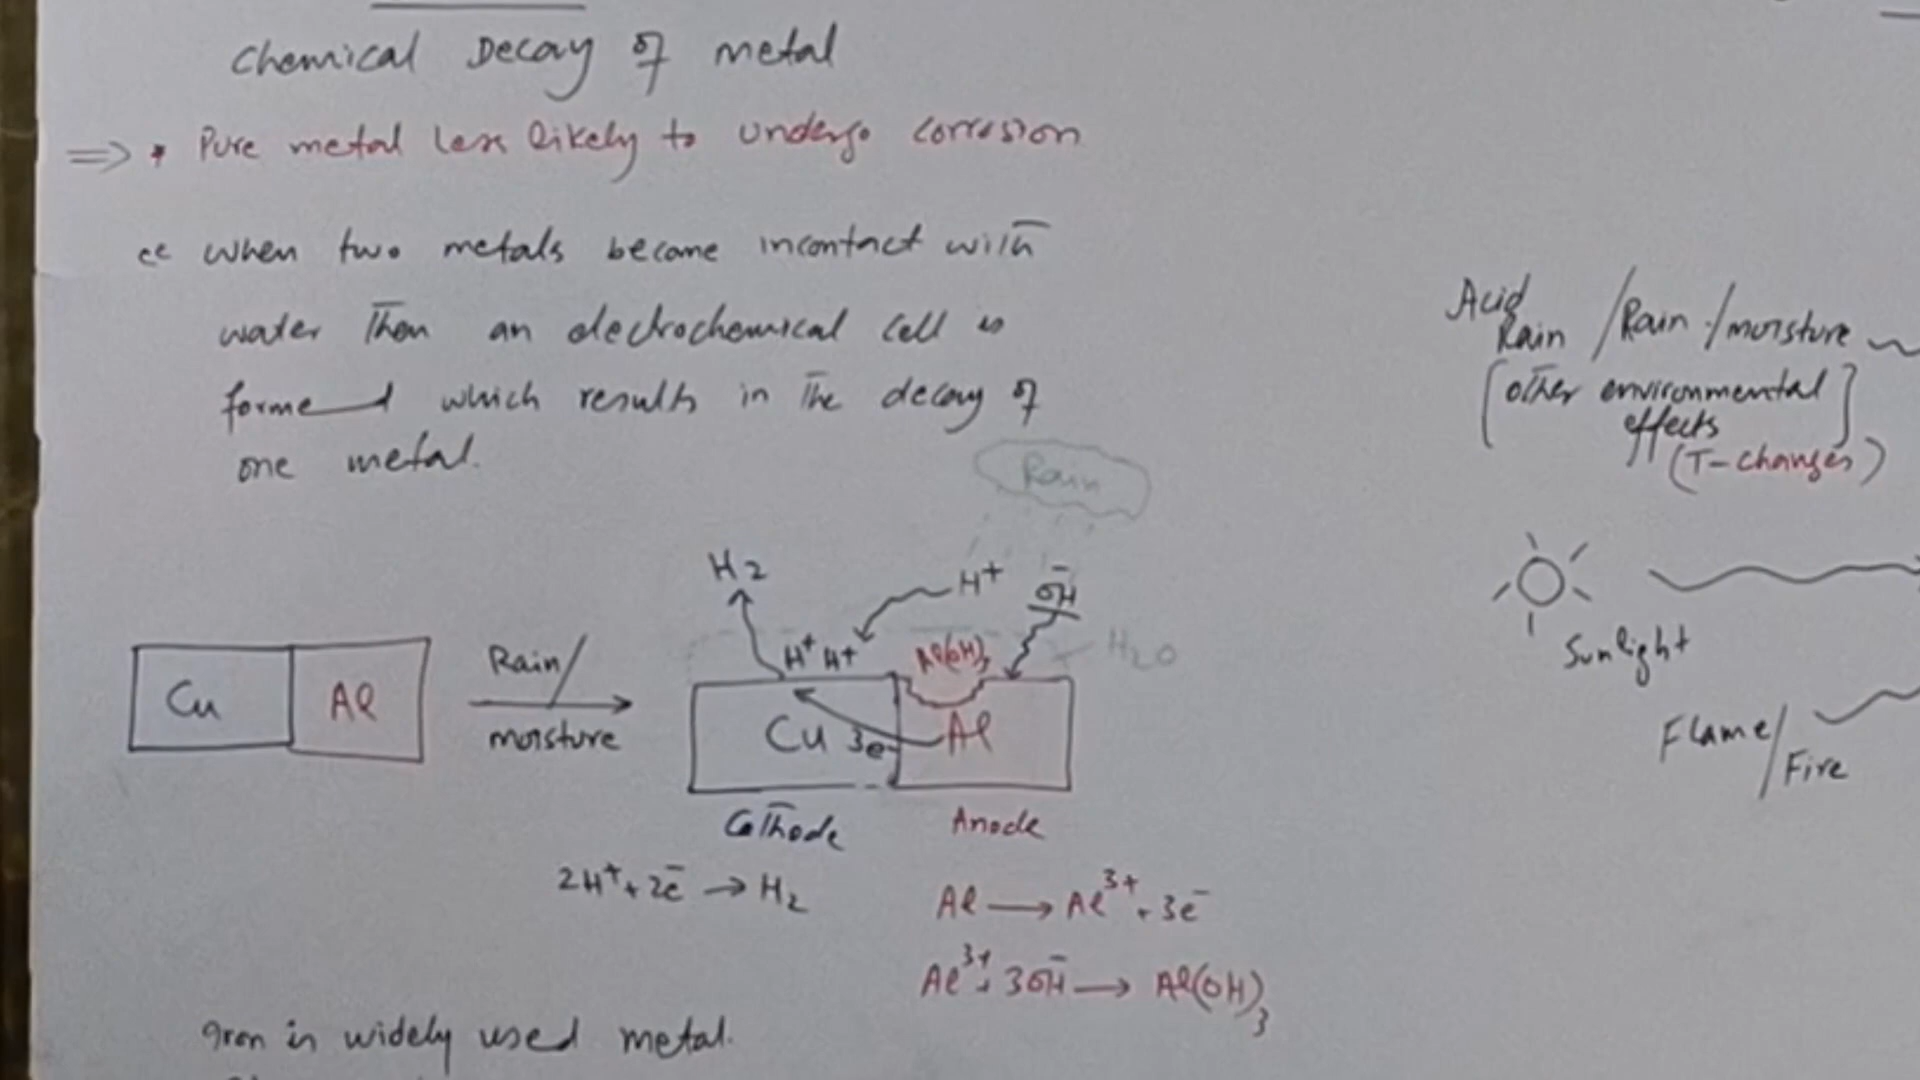 Chemical Decay of metal
⇒ * Pure metal less likely to undergo corrosion
" when two metals become incontact with
water Then an electrochemical cell is
formed which results in The decay of
one metal.
Rain
H2 H+ OH-
H+ H+ Al(OH)3 H2O
Cu Al Rain/
moisture
Cu 3e- Al
Cathode Anode
2H+ + 2e- → H2
Al → Al3+ + 3e-
Al3+ + 3OH- → Al(OH)3
Iron is widely used metal.
Acid
Rain / Rain / moisture
[other environmental
effects]
(T-changes)
Sunlight
Flame/
Fire